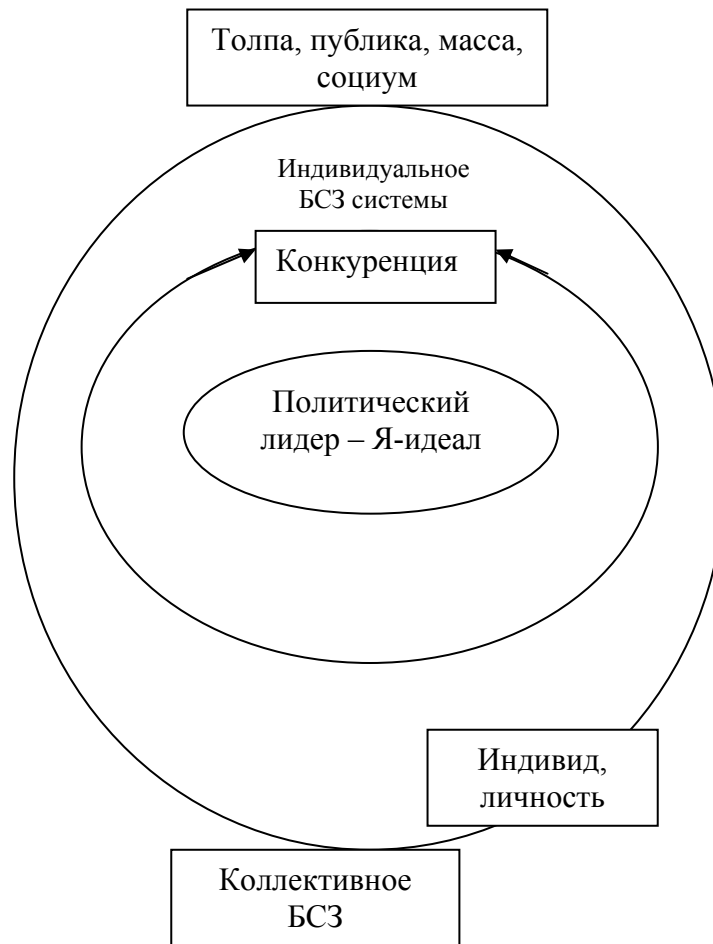 Толпа, публика, масса,
социум
Индивидуальное
БСЗ системы
Конкуренция
Политический
лидер – Я-идеал
Индивид,
личность
Коллективное
БСЗ